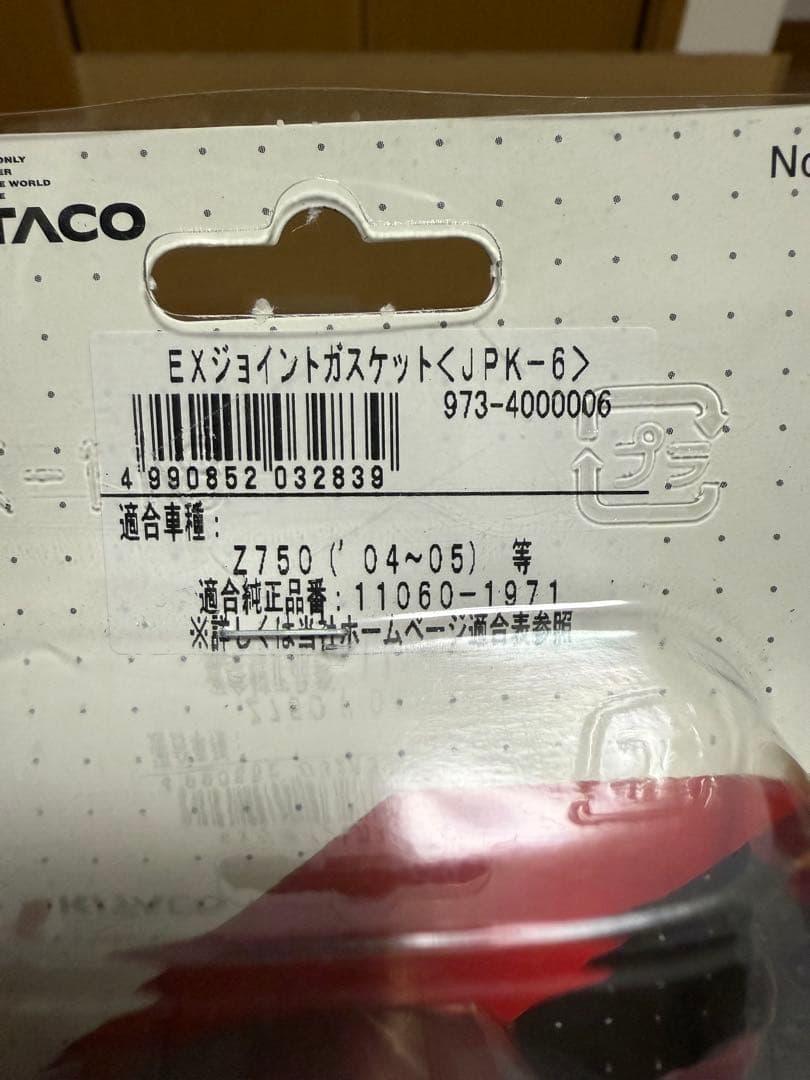 ONLY
ER
E WORLD
E
TACO
No
EXジョイントガスケット<JPK-6>
973-4000006
4 990852 032839
プラ
適合車種:
Z750('04~05) 等
適合純正品番:11060-1971
※詳しくは当社ホームページ適合表参照